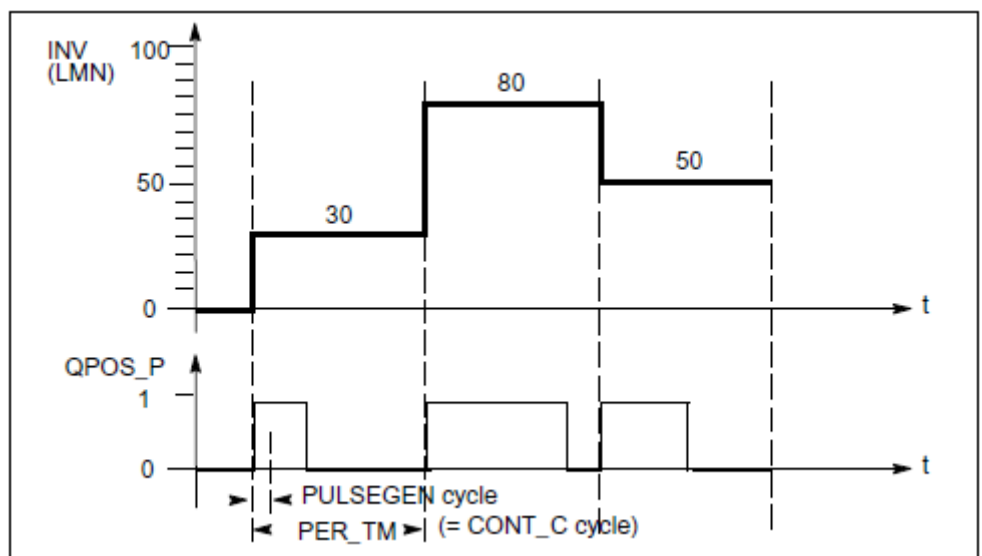 INV
(LMN)
100
80
50
50
30
0
t
QPOS_P
1
0
t
PULSEGEN cycle
PER_TM
(= CONT_C cycle)